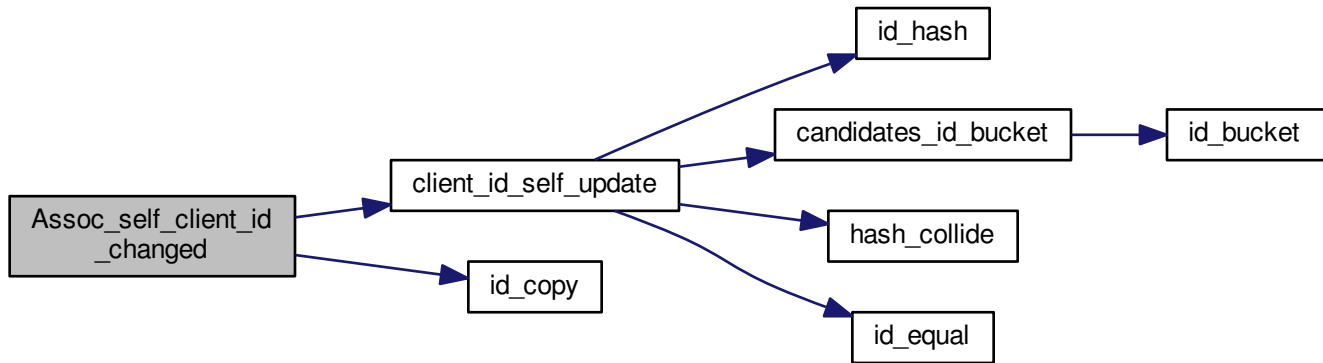 id_hash
candidates_id_bucket
id_bucket
client_id_self_update
Assoc_self_client_id
_changed
hash_collide
id_copy
id_equal